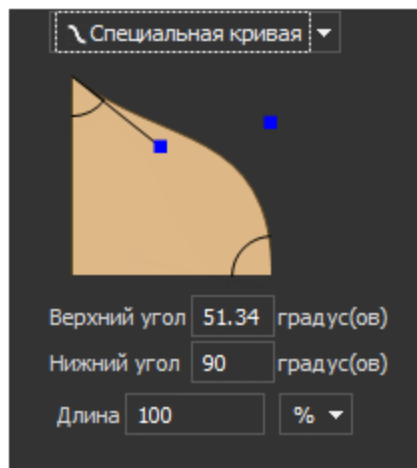 Специальная кривая
Верхний угол 51.34 градус(ов)
Нижний угол 90 градус(ов)
Длина 100 %